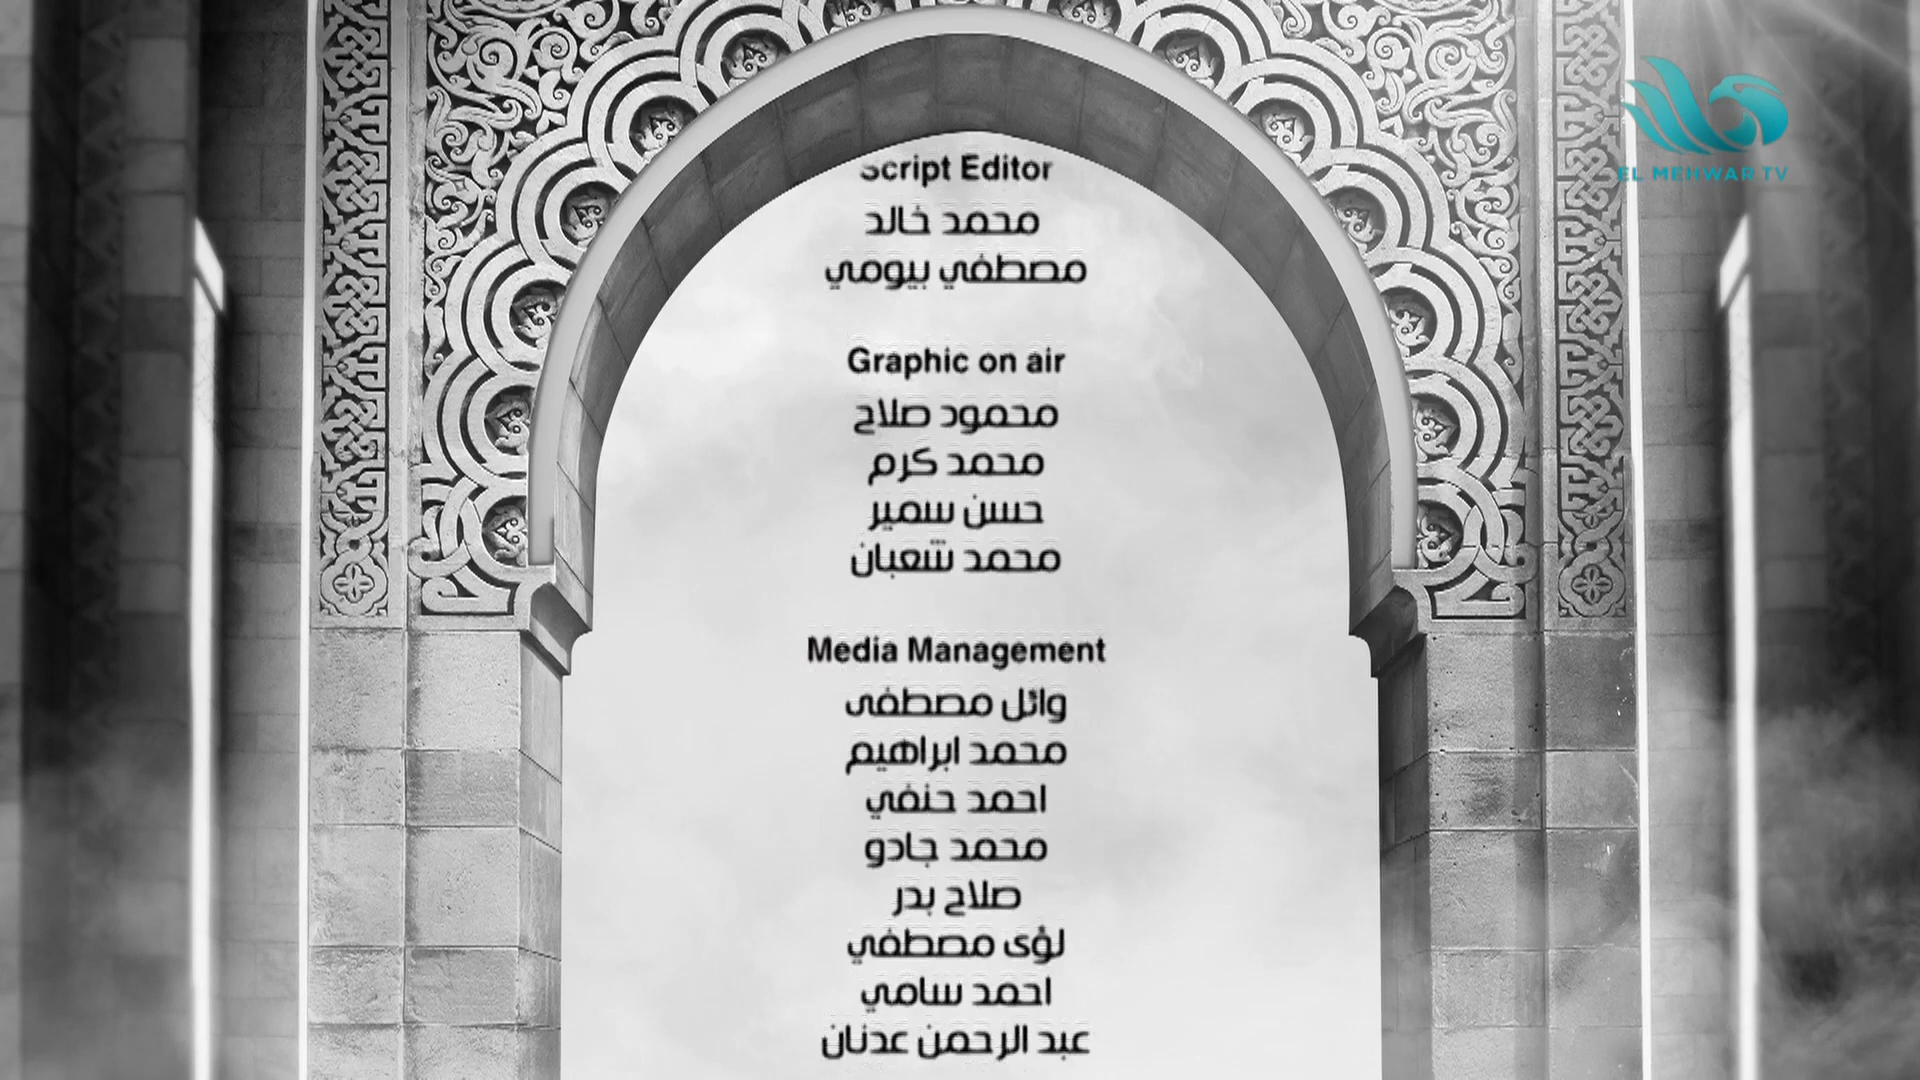 EL MEHWAR TV
Script Editor
محمد خالد
مصطفي بيومي
Graphic on air
محمود صلاح
محمد كرم
حسن سمير
محمد شعبان
Media Management
وائل مصطفى
محمد ابراهيم
احمد حنفي
محمد جادو
صلاح بدر
لؤى مصطفي
احمد سامي
عبد الرحمن عدنان